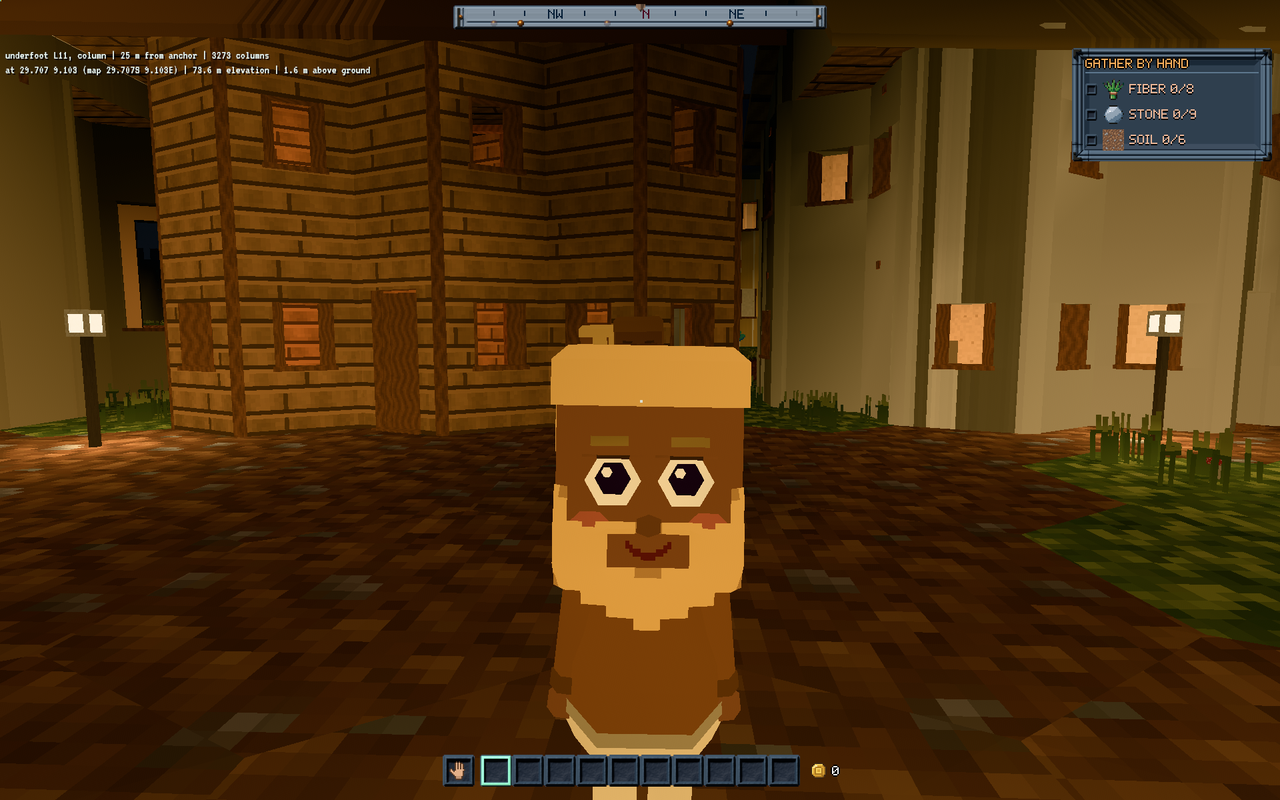 NW N NE
underfoot L11, column | 25 m from anchor | 3273 columns
at 29.707 9.103 (map 29.707S 9.103E) | 73.6 m elevation | 1.6 m above ground
GATHER BY HAND
FIBER 0/8
STONE 0/9
SOIL 0/6
0